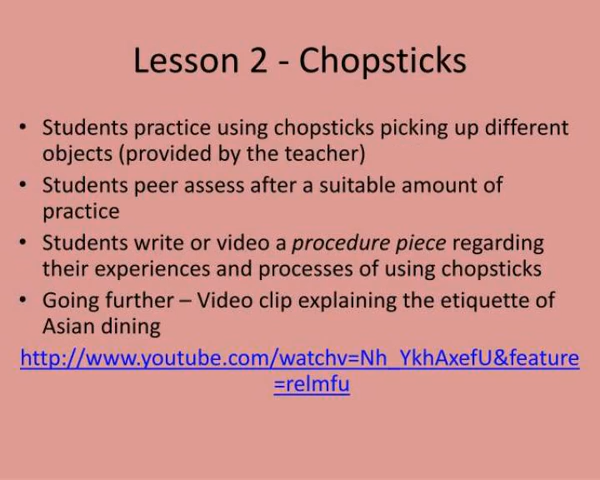 Lesson 2 - Chopsticks
• Students practice using chopsticks picking up different
objects (provided by the teacher)
• Students peer assess after a suitable amount of
practice
• Students write or video a procedure piece regarding
their experiences and processes of using chopsticks
• Going further – Video clip explaining the etiquette of
Asian dining
http://www.youtube.com/watchv=Nh_YkhAxefU&feature
=relmfu